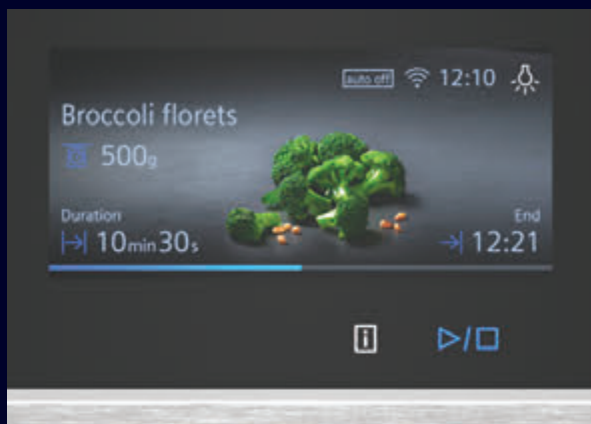 auto off 12:10
Broccoli florets
500g
Duration
10min30s
End
12:21
i